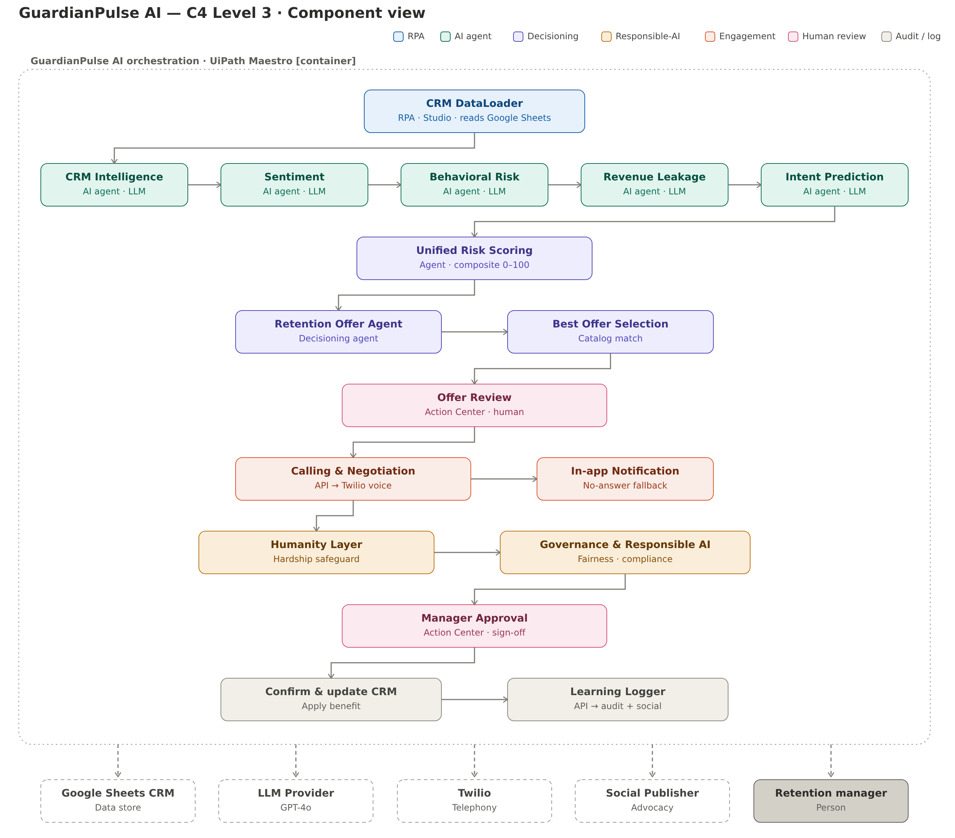 GuardianPulse AI — C4 Level 3 · Component view
RPA
AI agent
Decisioning
Responsible-AI
Engagement
Human review
Audit / log
GuardianPulse AI orchestration · UiPath Maestro [container]
CRM DataLoader
RPA · Studio · reads Google Sheets
CRM Intelligence
AI agent · LLM
Sentiment
AI agent · LLM
Behavioral Risk
AI agent · LLM
Revenue Leakage
AI agent · LLM
Intent Prediction
AI agent · LLM
Unified Risk Scoring
Agent · composite 0–100
Retention Offer Agent
Decisioning agent
Best Offer Selection
Catalog match
Offer Review
Action Center · human
Calling & Negotiation
API → Twilio voice
In-app Notification
No-answer fallback
Humanity Layer
Hardship safeguard
Governance & Responsible AI
Fairness · compliance
Manager Approval
Action Center · sign-off
Confirm & update CRM
Apply benefit
Learning Logger
API → audit + social
Google Sheets CRM
Data store
LLM Provider
GPT-4o
Twilio
Telephony
Social Publisher
Advocacy
Retention manager
Person